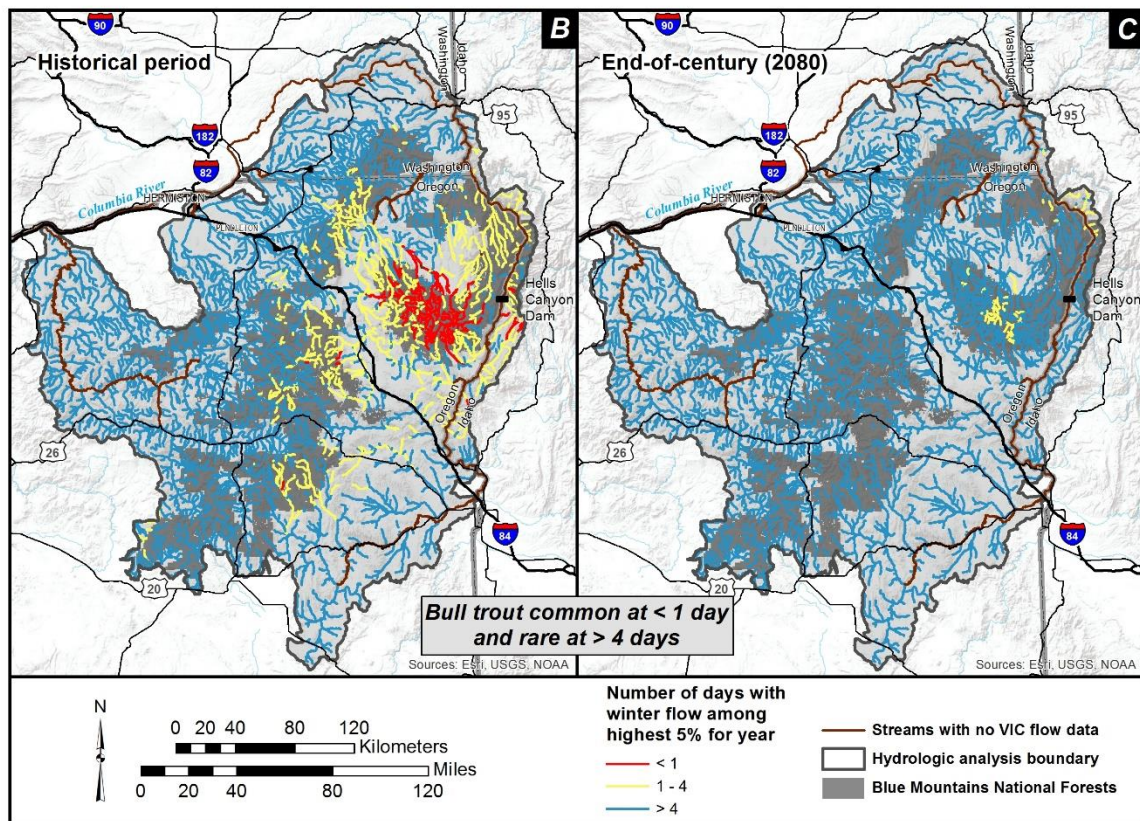 B
Historical period
90
Washington
Idaho
95
182
82
Washington
Oregon
Columbia River
HERMISTON
PENDLETON
Hells
Canyon
Dam
Oregon
Idaho
26
84
20
Sources: Esri, USGS, NOAA
C
End-of-century (2080)
90
Washington
Idaho
95
182
82
Washington
Oregon
Columbia River
HERMISTON
PENDLETON
Hells
Canyon
Dam
Oregon
Idaho
26
84
20
Sources: Esri, USGS, NOAA
Bull trout common at < 1 day
and rare at > 4 days
N
0 20 40 80 120
Kilometers
Miles
0 20 40 80 120
Number of days with
winter flow among
highest 5% for year
< 1
1 - 4
> 4
Streams with no VIC flow data
Hydrologic analysis boundary
Blue Mountains National Forests